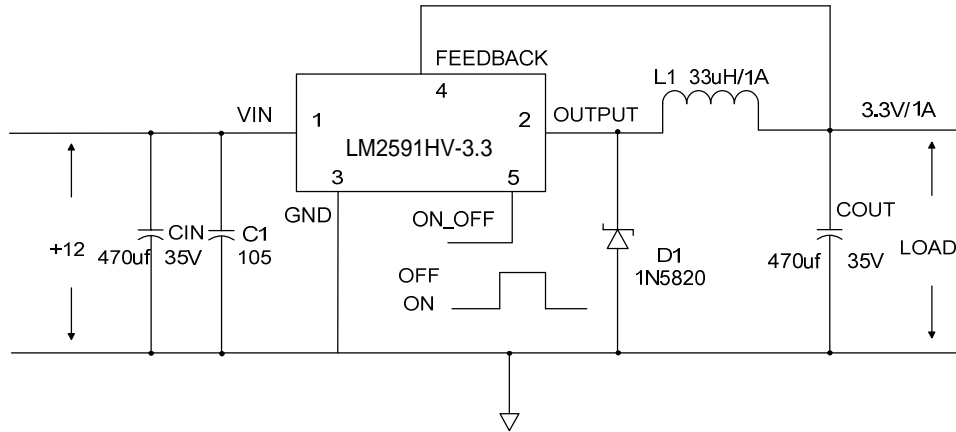 FEEDBACK
L1 33uH/1A
4
VIN
OUTPUT
3.3V/1A
1
2
LM2591HV-3.3
3
5
GND
ON_OFF
COUT
CIN
C1
+12
470uf
35V
105
D1
470uf
35V
LOAD
OFF
1N5820
ON